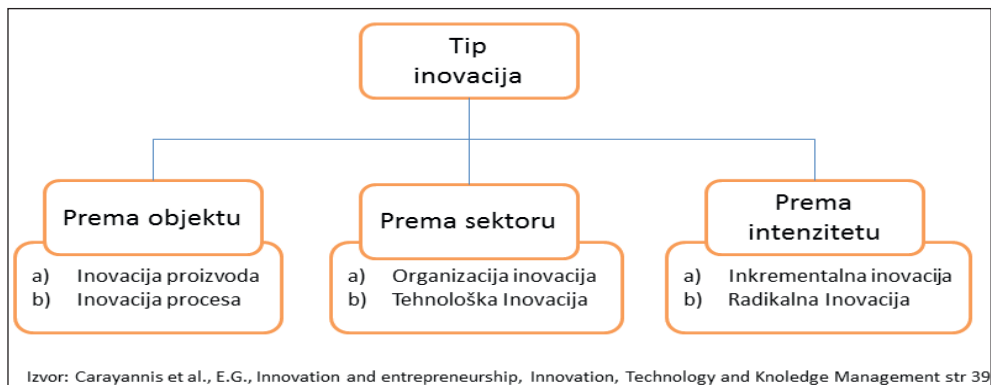 Tip
inovacija
Prema objektu
a) Inovacija proizvoda
b) Inovacija procesa
Prema sektoru
a) Organizacija inovacija
b) Tehnološka Inovacija
Prema
intenzitetu
a) Inkrementalna inovacija
b) Radikalna Inovacija
Izvor: Carayannis et al., E.G., Innovation and entrepreneurship, Innovation, Technology and Knoledge Management str 39